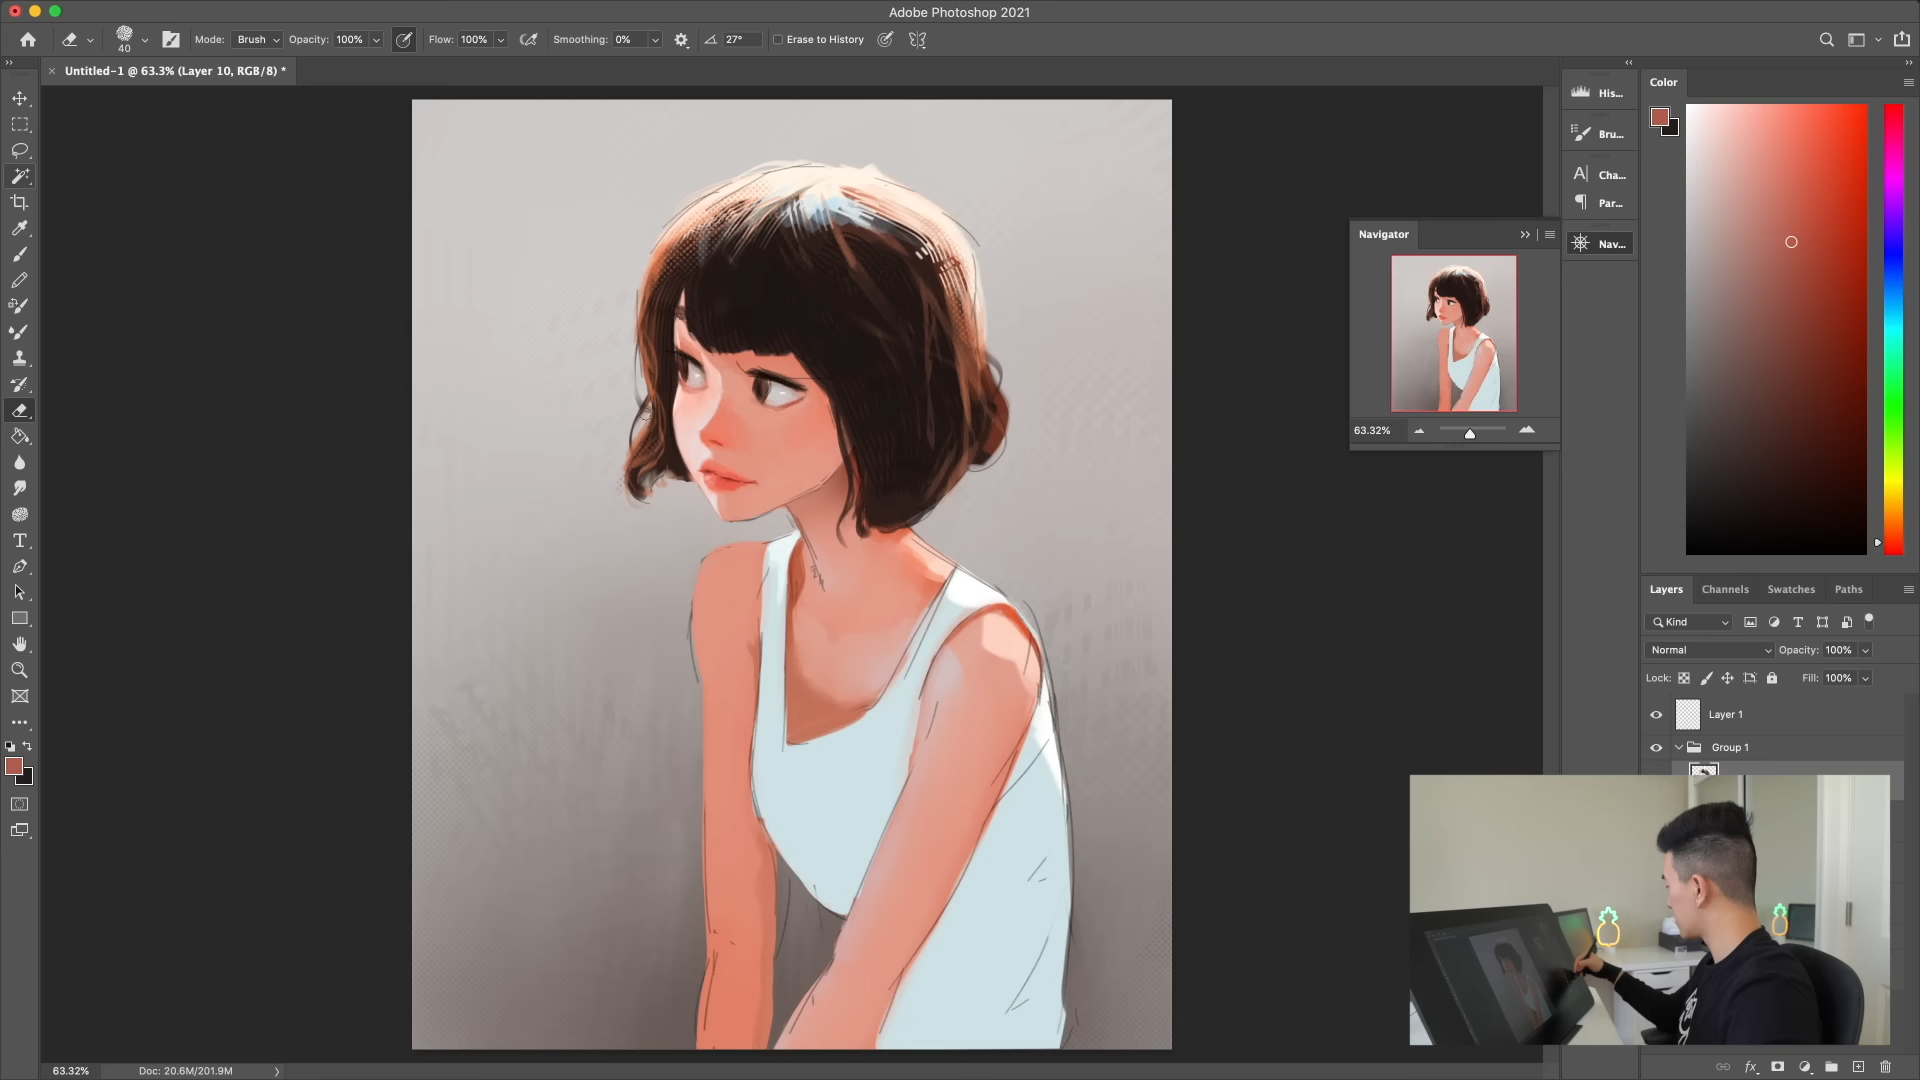 Adobe Photoshop 2021
40
Mode: Brush Opacity: 100% Flow: 100% Smoothing: 0% 27° Erase to History
× Untitled-1 @ 63.3% (Layer 10, RGB/8) *
His...
Bru...
Cha...
Par...
Nav...
Navigator
63.32%
Color
Layers Channels Swatches Paths
Kind
Normal Opacity: 100%
Lock: Fill: 100%
Layer 1
Group 1
63.32% Doc: 20.6M/201.9M